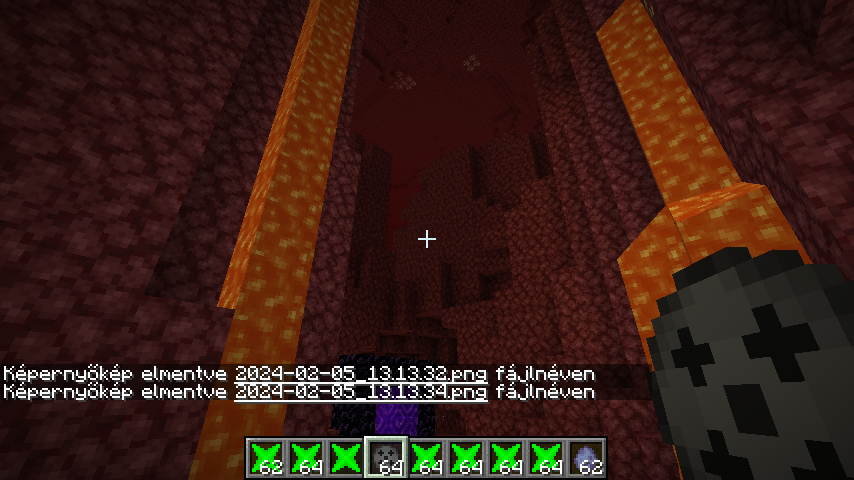 Képernyőkép elmentve 2024-02-05_13.13.32.png fájlnéven
Képernyőkép elmentve 2024-02-05_13.13.34.png fájlnéven
62 64 64 64 64 64 64 62